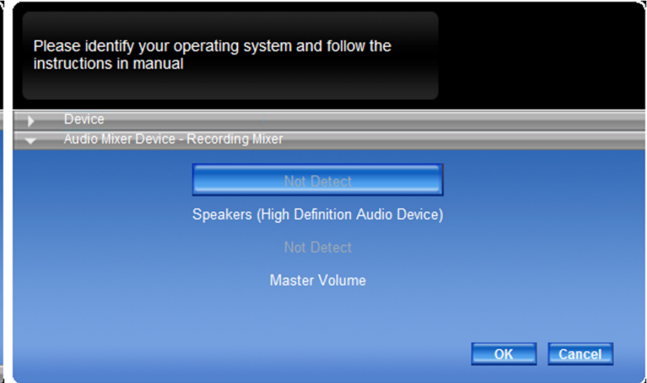 Please identify your operating system and follow the
instructions in manual
Device
Audio Mixer Device - Recording Mixer
Not Detect
Speakers (High Definition Audio Device)
Not Detect
Master Volume
OK Cancel